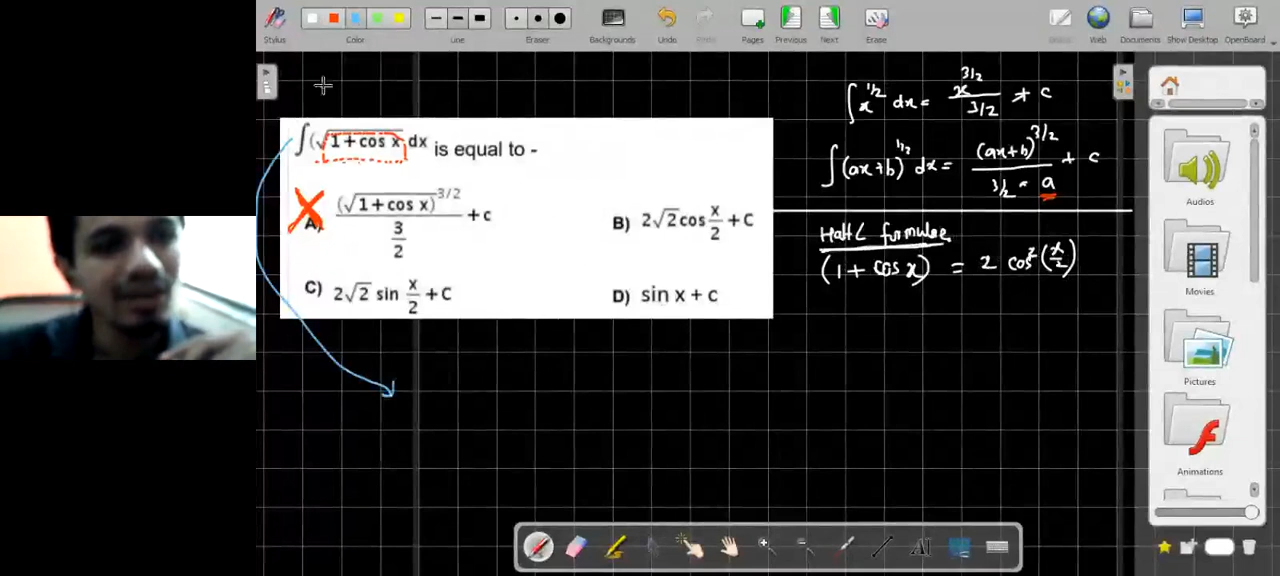 Stylus Color Line Eraser Backgrounds Undo Redo Pages Previous Next Erase Web Documents Show Desktop OpenBoard
∫x^1/2 dx = x^3/2 / 3/2 + c
∫(√1+cos x dx is equal to -
∫(ax+b)^1/2 dx = (ax+b)^3/2 / 3/2 - a + c
A) (√1+cos x)^3/2 / 3/2 + c
B) 2√2 cos x/2 + C
C) 2√2 sin x/2 + C
D) sin x + c
(1 + cos x) = 2 cos²(x/2)
Audios
Movies
Pictures
Animations